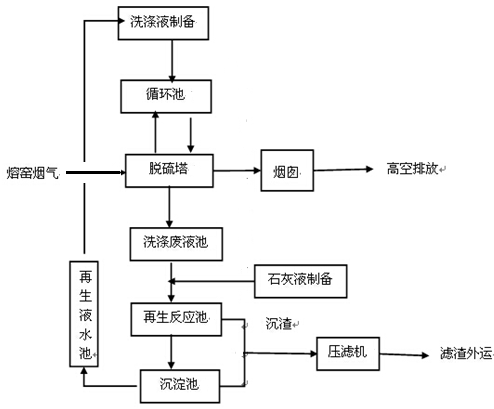 洗涤液制备
循环池
熔窑烟气
脱硫塔
烟囱
高空排放
洗涤废液池
石灰液制备
再生液水池
再生反应池
沉渣
压滤机
滤渣外运
沉淀池